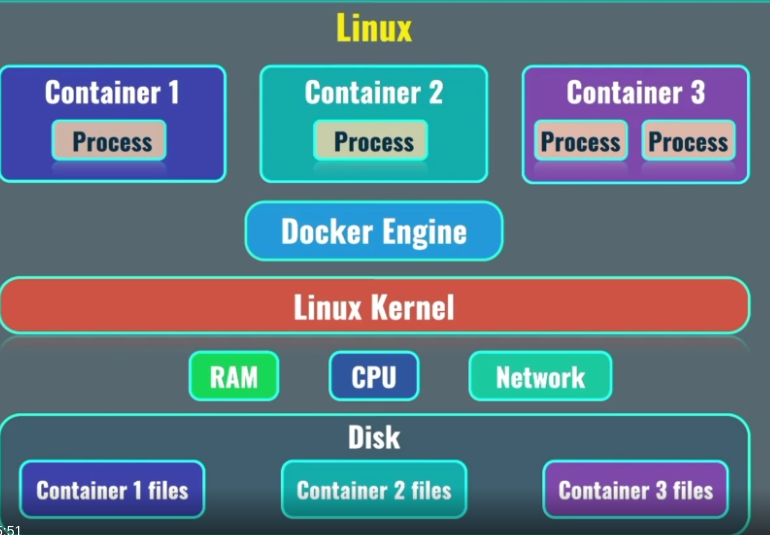 Linux
Container 1
Container 2
Container 3
Process
Process
Process
Process
Docker Engine
Linux Kernel
RAM
CPU
Network
Disk
Container 1 files
Container 2 files
Container 3 files
:51